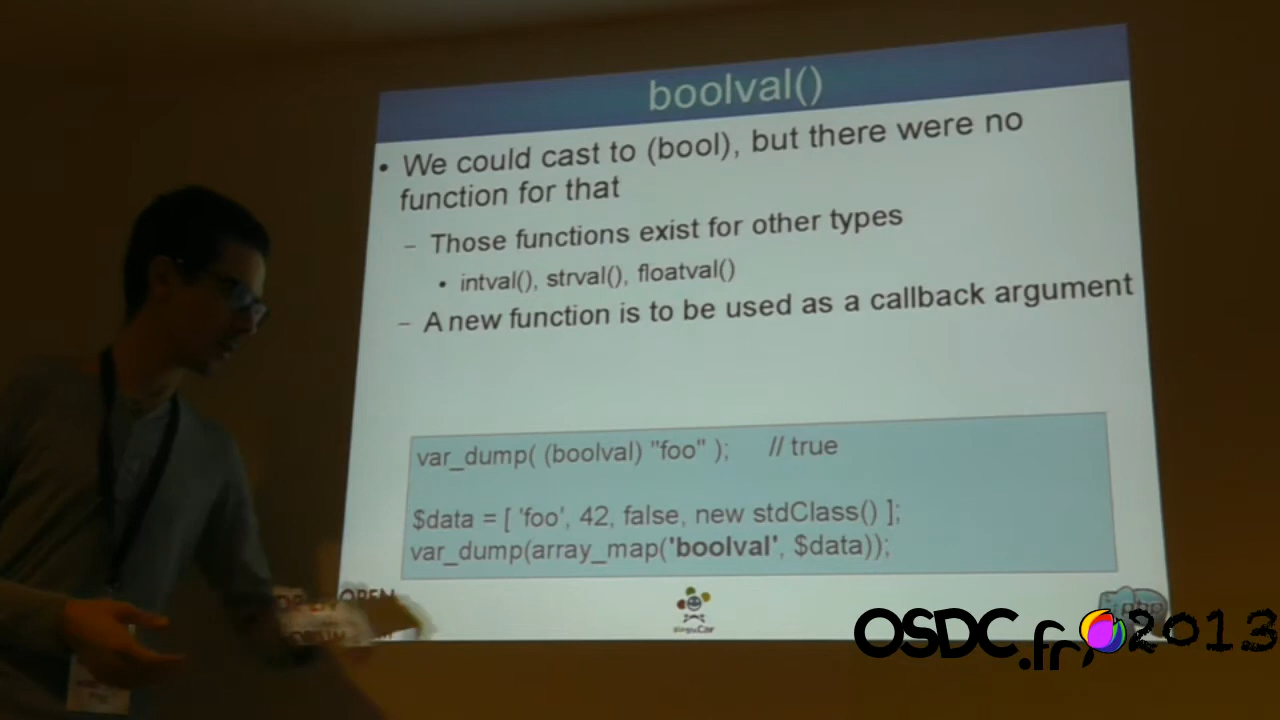 boolval()
• We could cast to (bool), but there were no
function for that
– Those functions exist for other types
• intval(), strval(), floatval()
– A new function is to be used as a callback argument
var_dump( (boolval) "foo" ); // true
$data = [ 'foo', 42, false, new stdClass() ];
var_dump(array_map('boolval', $data));
OPEN
php
OSDC.fr 2013